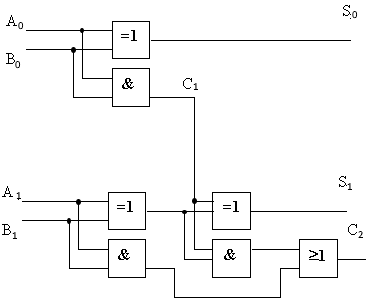 A₀ =1 S₀
B₀
& C₁
A₁ =1 =1 S₁
B₁ C₂
& & ≥1